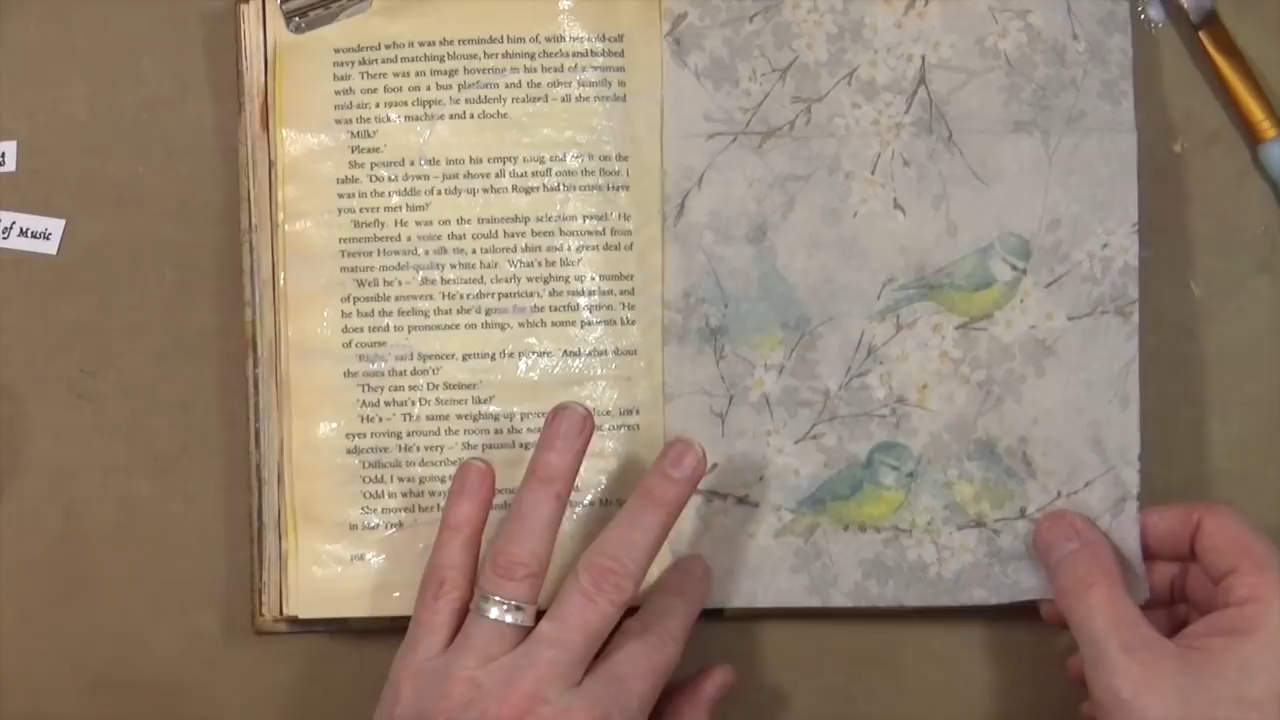 wondered who it was she reminded him of, with her mid-calf
navy skirt and matching blouse, her shining cheeks and bobbed
hair. There was an image hovering in his head of a woman
with one foot on a bus platform and the other jauntily in
mid-air; a 1920s clippie, he suddenly realized – all she needed
was the ticket machine and a cloche.
'Milk?'
'Please.'
She poured a little into his empty mug and set it on the
table. 'Do sit down – just shove all that stuff onto the floor. I
was in the middle of a tidy-up when Roger had his crisis. Have
you ever met him?'
'Briefly. He was on the traineeship selection panel.' He
remembered a voice that could have been borrowed from
Trevor Howard, a silk tie, a tailored shirt and a great deal of
mature-model-quality white hair. 'What's he like?'
'Well he's –' She hesitated, clearly weighing up a number
of possible answers. 'He's rather patrician,' she said at last, and
he had the feeling that she'd gone for the tactful option. 'He
does tend to pronounce on things, which some patients like
of course . . .'
'Right,' said Spencer, getting the picture. 'And what about
the ones that don't?'
'They can see Dr Steiner.'
'And what's Dr Steiner like?'
'He's –' The same weighing-up
eyes roving around the room as she correct
adjective. 'He's very –' She paused
'Difficult to describe?'
'Odd, I was going
'Odd in what way
She moved her
in Star Trek
of Music